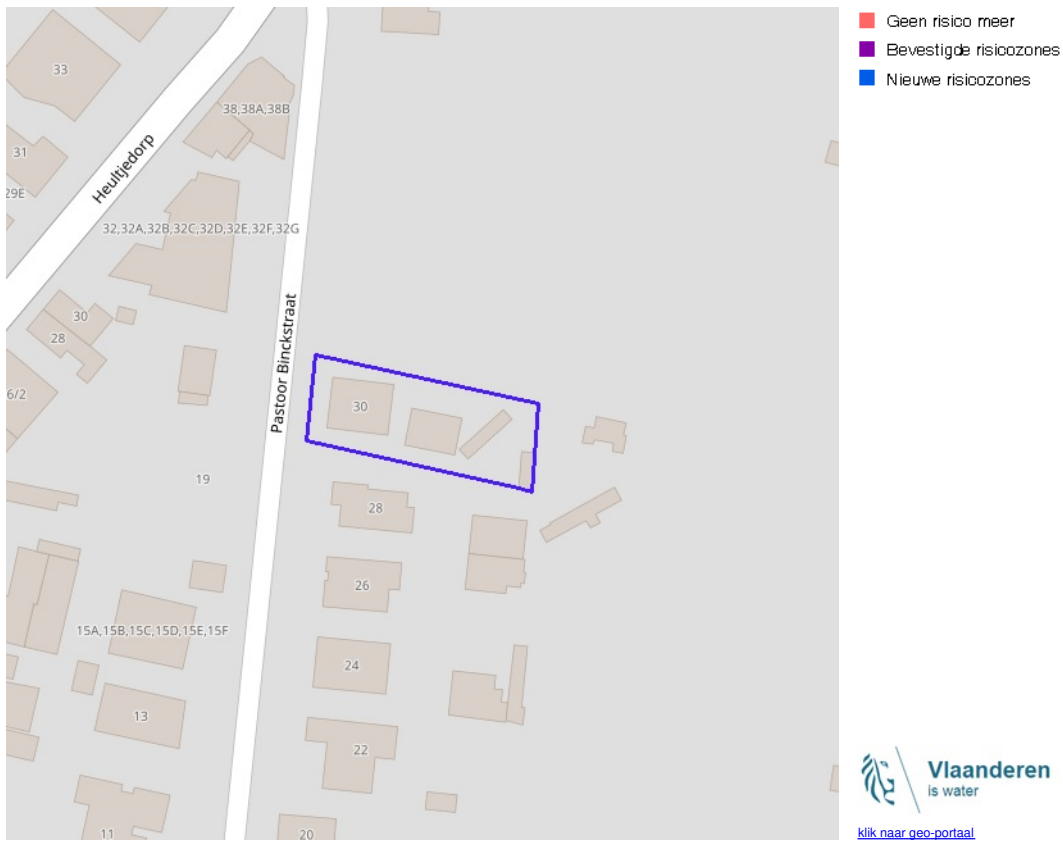 Geen risico meer
Bevestigde risicozones
Nieuwe risicozones
33
38,38A,38B
31
Heultjedorp
29E
32,32A,32B,32C,32D,32E,32F,32G
30
28
Pastoor Binckstraat
6/2
30
19
28
26
15A,15B,15C,15D,15E,15F
24
13
22
11
20
Vlaanderen
is water
klik naar geo-portaal